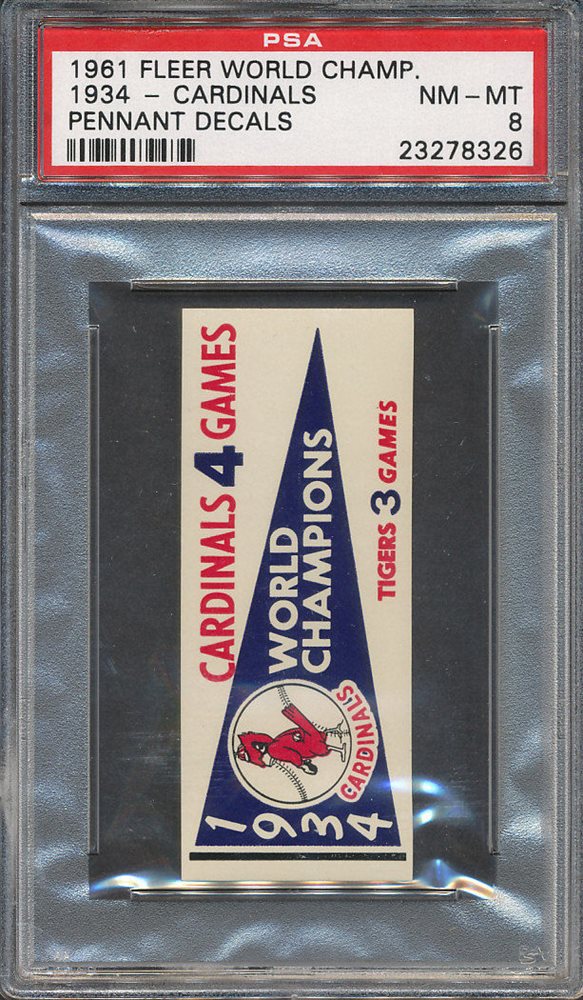 PSA
1961 FLEER WORLD CHAMP.
1934 - CARDINALS NM-MT
PENNANT DECALS 8
23278326
CARDINALS 4 GAMES
WORLD
CHAMPIONS
CARDINALS
1934
TIGERS 3 GAMES